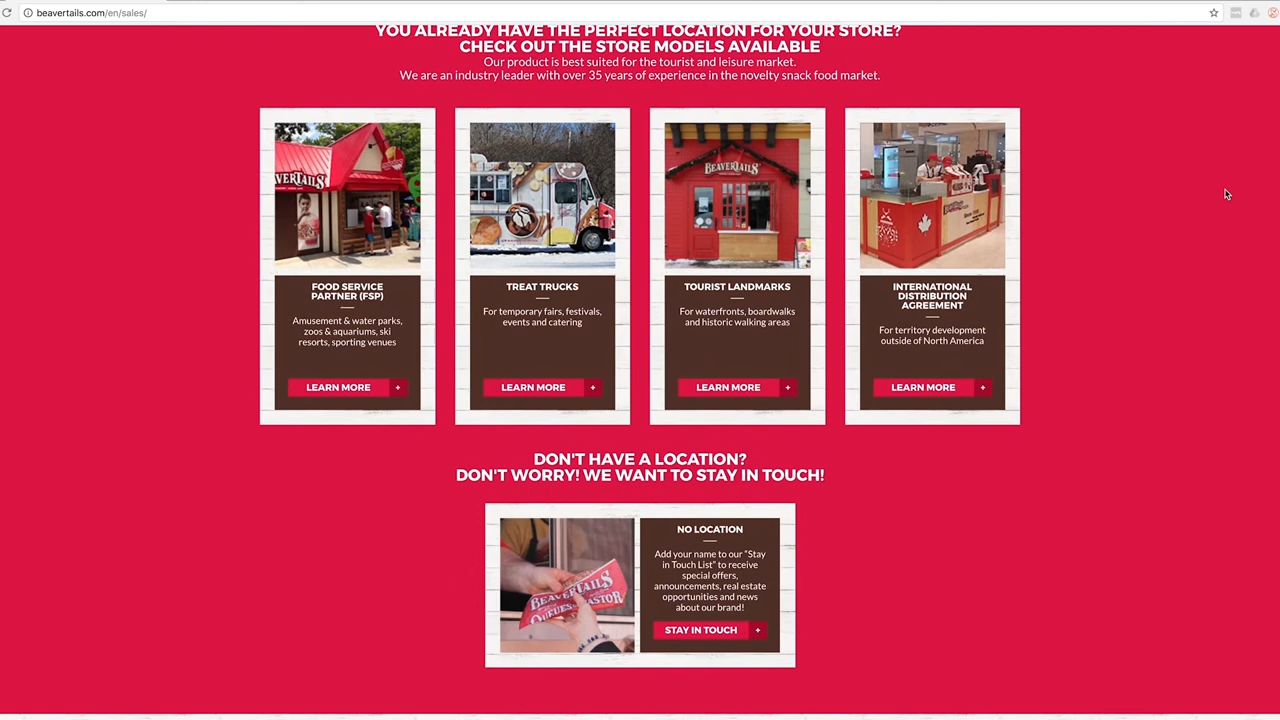 beavertails.com/en/sales/
YOU ALREADY HAVE THE PERFECT LOCATION FOR YOUR STORE?
CHECK OUT THE STORE MODELS AVAILABLE
Our product is best suited for the tourist and leisure market.
We are an industry leader with over 35 years of experience in the novelty snack food market.
VERTAILS
BEAVERTAILS
FOOD SERVICE
PARTNER (FSP)
Amusement & water parks,
zoos & aquariums, ski
resorts, sporting venues
LEARN MORE +
TREAT TRUCKS
For temporary fairs, festivals,
events and catering
LEARN MORE +
TOURIST LANDMARKS
For waterfronts, boardwalks
and historic walking areas
LEARN MORE +
INTERNATIONAL
DISTRIBUTION
AGREEMENT
For territory development
outside of North America
LEARN MORE +
DON'T HAVE A LOCATION?
DON'T WORRY! WE WANT TO STAY IN TOUCH!
BEAVERTAILS
QUEUES DE CASTOR
NO LOCATION
Add your name to our “Stay
in Touch List” to receive
special offers,
announcements, real estate
opportunities and news
about our brand!
STAY IN TOUCH +